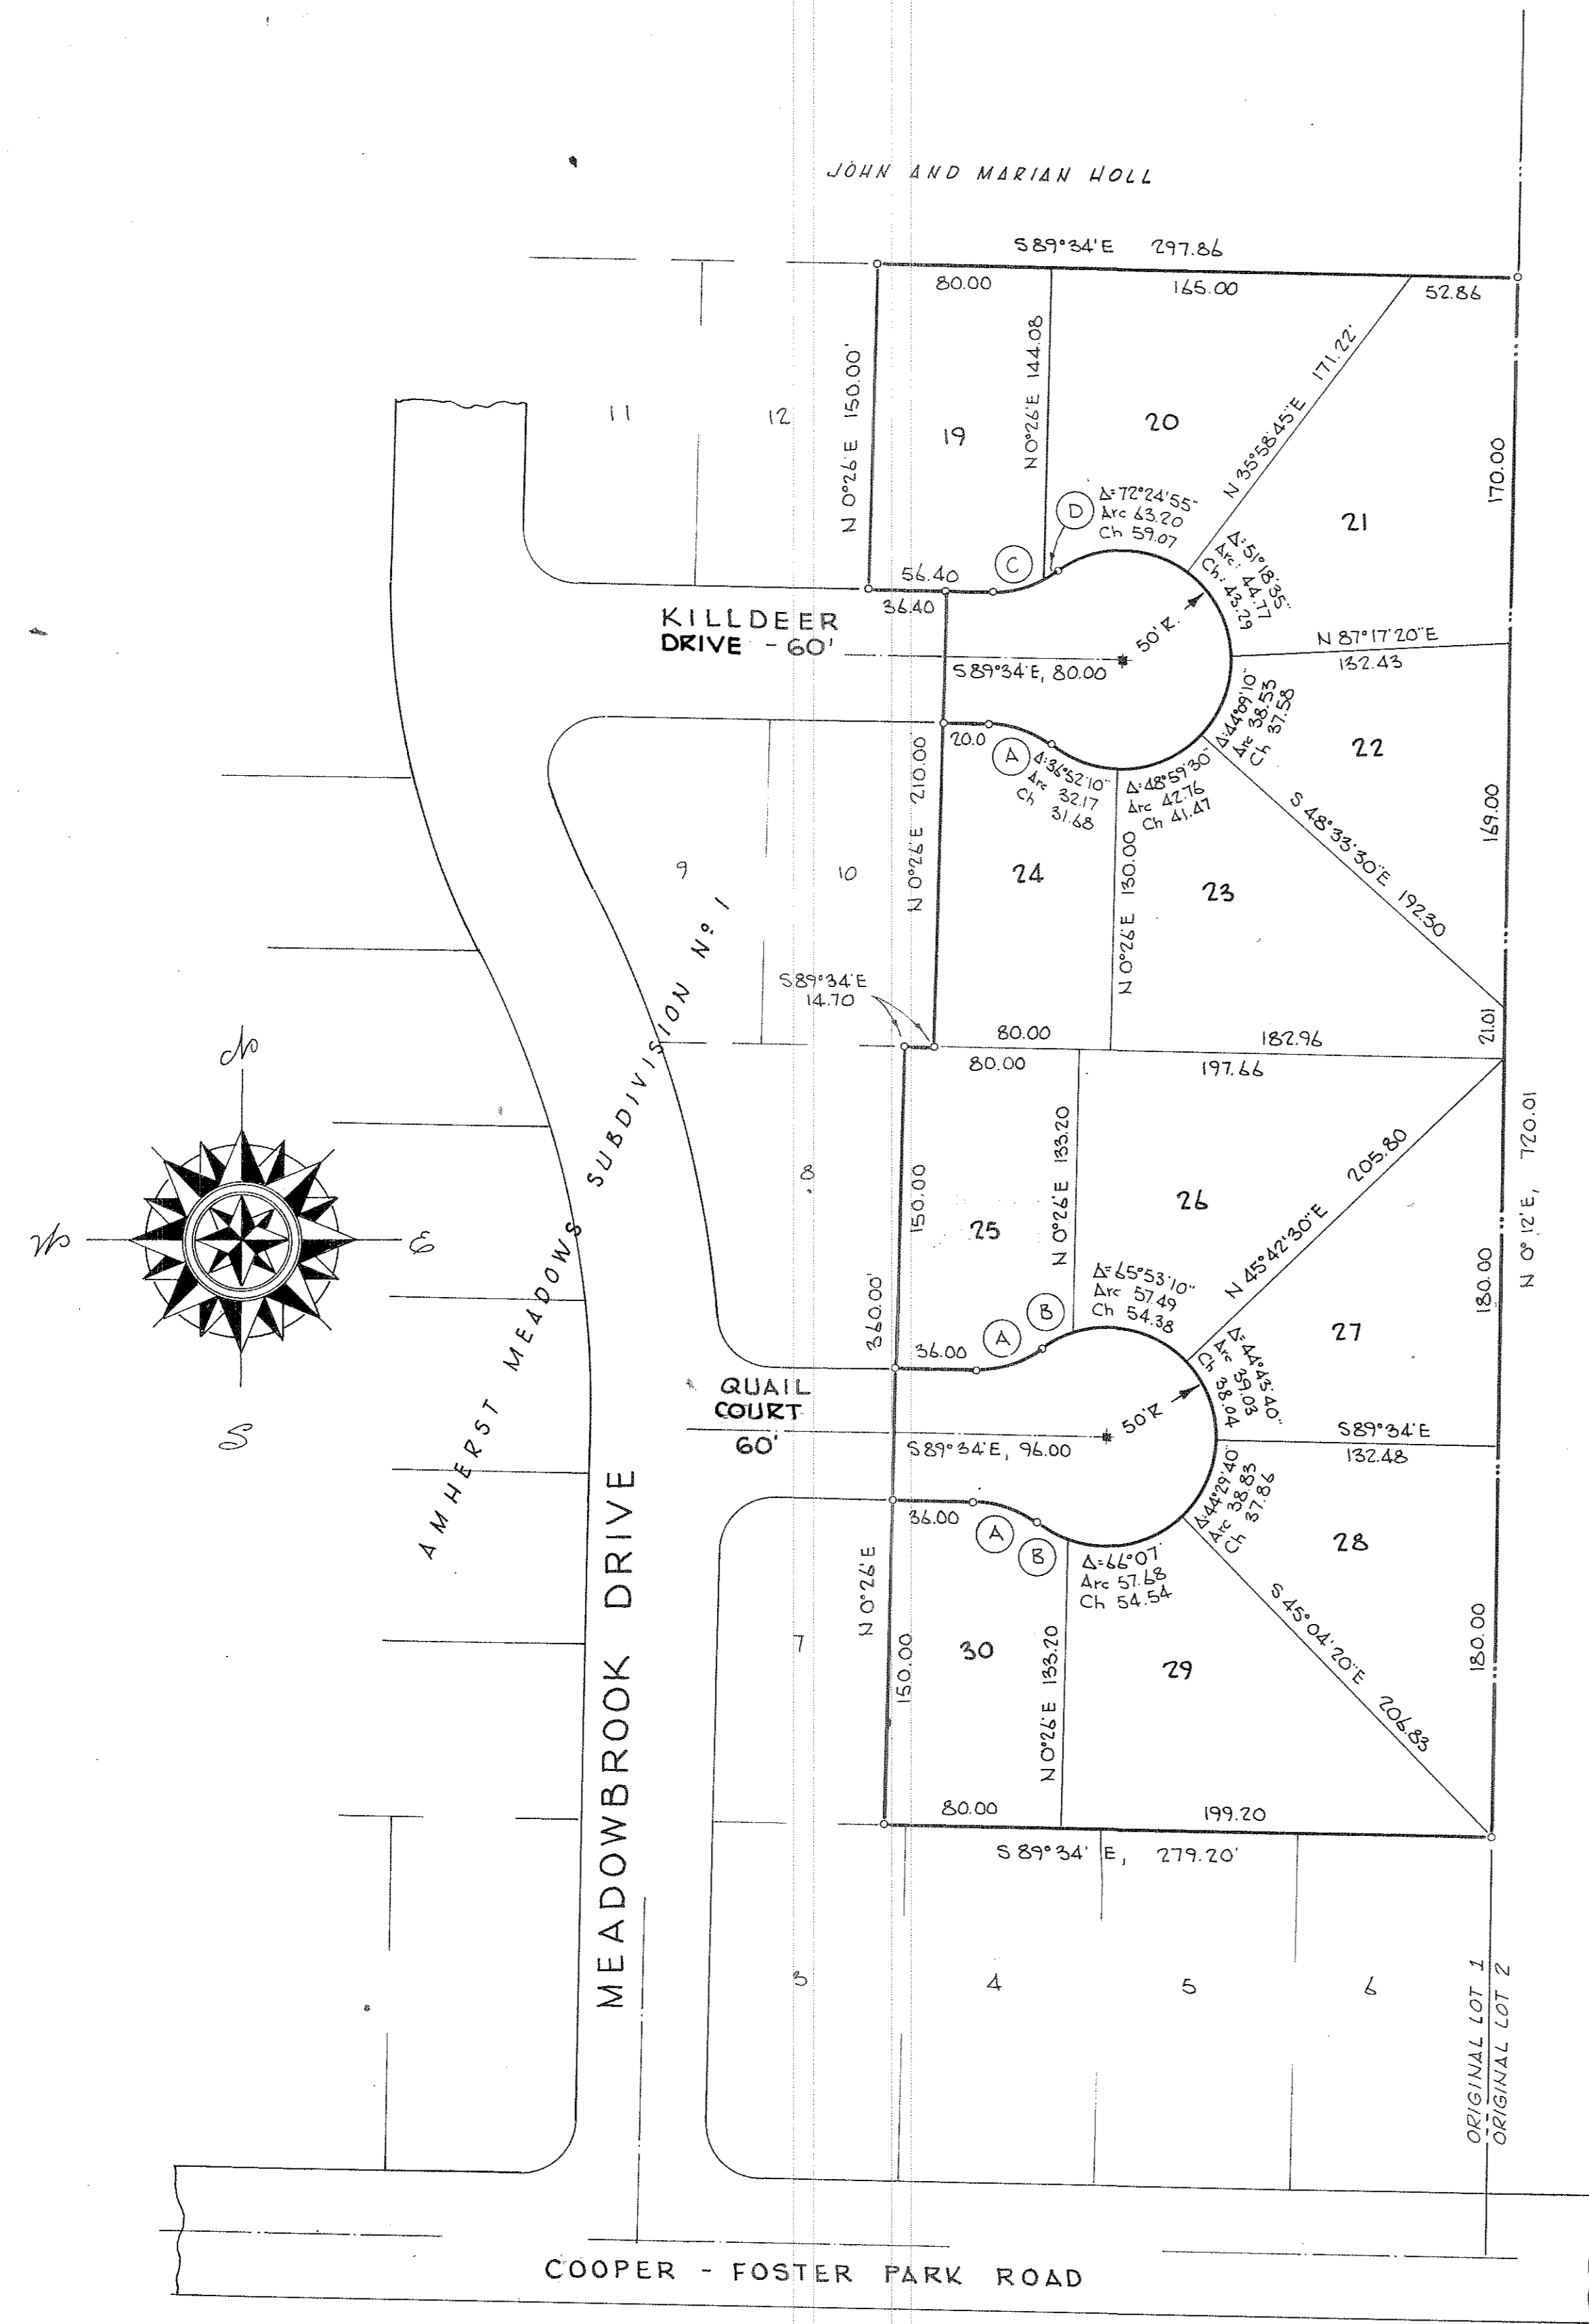 JOHN AND MARIAN HOLL
S 89°34'E 297.86
80.00
165.00
52.86
N 0°26'E 150.00'
N 0°26'E 144.08
N 35°58'45"E 171.22'
170.00
11
12
19
20
21
D
Δ=72°24'55"
Arc 63.20
Ch 59.07
C
Δ: 51°18'35"
Arc: 44.77
Ch: 43.29
56.40
36.40
KILLDEER
DRIVE - 60'
50' R.
S 89°34'E, 80.00
N 87°17'20"E
132.43
Δ:44°09'10"
Arc 38.53
Ch 37.58
20.0
A
Δ:36°52'10"
Arc 32.17
Ch 31.68
Δ:48°59'30"
Arc 42.76
Ch 41.47
22
N 0°26'E 210.00
N 0°26'E 130.00
S 48°33'30"E 192.30
169.00
9
10
24
23
S 89°34'E
14.70
21.01
80.00
182.96
80.00
197.66
N 0°12'E, 720.01
N
W
E
S
AMHERST MEADOWS SUBDIVISION No. 1
8
150.00
N 0°26'E 133.20
25
26
N 45°42'30"E 205.80
180.00
Δ=65°53'10"
Arc 57.49
Ch 54.38
27
360.00'
B
A
36.00
Δ:44°43'40"
Arc 39.03
Ch 38.04
QUAIL
COURT
60'
50'R
S 89°34'E, 96.00
S 89°34'E
132.48
Δ:44°29'40"
Arc 38.83
Ch 37.86
36.00
A
B
Δ=66°07'
Arc 57.68
Ch 54.54
28
N 0°26'E
7
150.00
30
N 0°26'E 133.20
29
S 45°04'20"E 206.83
180.00
MEADOWBROOK DRIVE
80.00
199.20
S 89°34' E, 279.20'
3
4
5
6
ORIGINAL LOT 1
ORIGINAL LOT 2
COOPER - FOSTER PARK ROAD